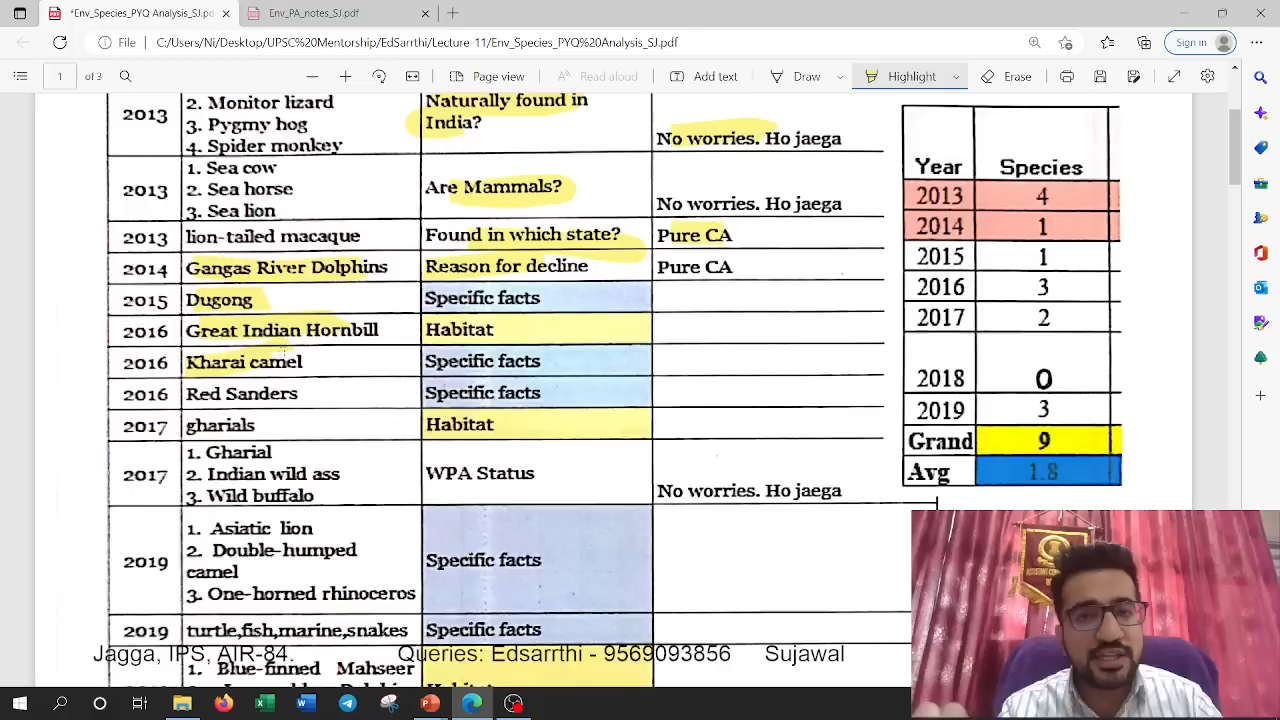 *Env_Species_PYQ Analysis_SJ.pdf
Env_PA_notes_SJ.pdf
File
C:/Users/Ni/Desktop/UPSC%20Mentorship/EdSarrthi/Lecture-11/Env_Species_PYQ%20Analysis_SJ.pdf
Sign in
1 of 3
Page view
Read aloud
Add text
Draw
Highlight
Erase
2013
2. Monitor lizard
3. Pygmy hog
4. Spider monkey
Naturally found in
India?
No worries. Ho jaega
2013
1. Sea cow
2. Sea horse
3. Sea lion
Are Mammals?
No worries. Ho jaega
2013 lion-tailed macaque Found in which state? Pure CA
2014 Gangas River Dolphins Reason for decline Pure CA
2015 Dugong Specific facts
2016 Great Indian Hornbill Habitat
2016 Kharai camel Specific facts
2016 Red Sanders Specific facts
2017 gharials Habitat
2017
1. Gharial
2. Indian wild ass
3. Wild buffalo
WPA Status
No worries. Ho jaega
2019
1. Asiatic lion
2. Double-humped
camel
3. One-horned rhinoceros
Specific facts
2019 turtle,fish,marine,snakes Specific facts
1. Blue-finned Mahseer
Year Species
2013 4
2014 1
2015 1
2016 3
2017 2
2018 0
2019 3
Grand 9
Avg 1.8
Jagga, IPS, AIR-84. Queries: Edsarrthi - 9569093856 Sujawal